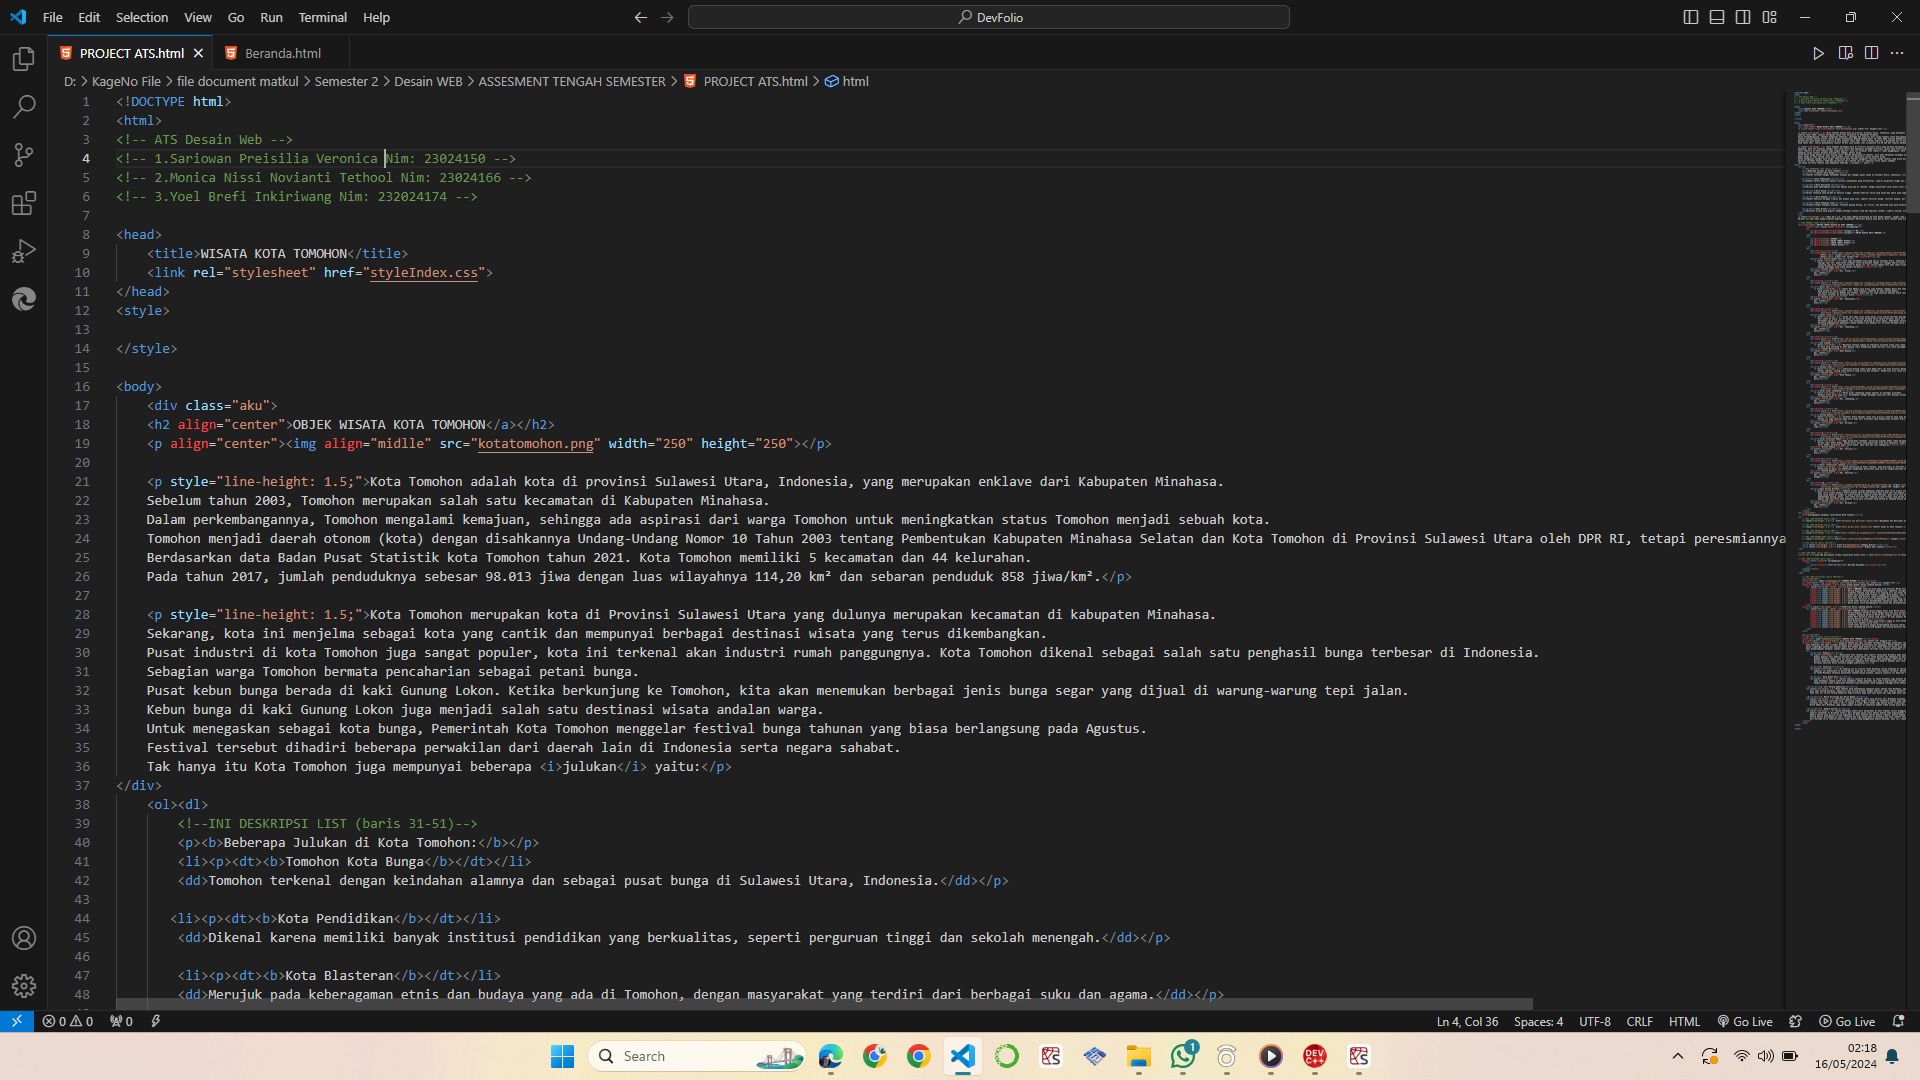 File Edit Selection View Go Run Terminal Help
DevFolio
PROJECT ATS.html
Beranda.html
D: > KageNo File > file document matkul > Semester 2 > Desain WEB > ASSESMENT TENGAH SEMESTER > PROJECT ATS.html > html
1 <!DOCTYPE html>
2 <html>
3 <!-- ATS Desain Web -->
4 <!-- 1.Sariowan Preisilia Veronica Nim: 23024150 -->
5 <!-- 2.Monica Nissi Novianti Tethool Nim: 23024166 -->
6 <!-- 3.Yoel Brefi Inkiriwang Nim: 232024174 -->
7
8 <head>
9 <title>WISATA KOTA TOMOHON</title>
10 <link rel="stylesheet" href="styleIndex.css">
11 </head>
12 <style>
13
14 </style>
15
16 <body>
17 <div class="aku">
18 <h2 align="center">OBJEK WISATA KOTA TOMOHON</a></h2>
19 <p align="center"><img align="midlle" src="kotatomohon.png" width="250" height="250"></p>
20
21 <p style="line-height: 1.5;">Kota Tomohon adalah kota di provinsi Sulawesi Utara, Indonesia, yang merupakan enklave dari Kabupaten Minahasa.
22 Sebelum tahun 2003, Tomohon merupakan salah satu kecamatan di Kabupaten Minahasa.
23 Dalam perkembangannya, Tomohon mengalami kemajuan, sehingga ada aspirasi dari warga Tomohon untuk meningkatkan status Tomohon menjadi sebuah kota.
24 Tomohon menjadi daerah otonom (kota) dengan disahkannya Undang-Undang Nomor 10 Tahun 2003 tentang Pembentukan Kabupaten Minahasa Selatan dan Kota Tomohon di Provinsi Sulawesi Utara oleh DPR RI, tetapi peresmiannya
25 Berdasarkan data Badan Pusat Statistik kota Tomohon tahun 2021. Kota Tomohon memiliki 5 kecamatan dan 44 kelurahan.
26 Pada tahun 2017, jumlah penduduknya sebesar 98.013 jiwa dengan luas wilayahnya 114,20 km² dan sebaran penduduk 858 jiwa/km².</p>
27
28 <p style="line-height: 1.5;">Kota Tomohon merupakan kota di Provinsi Sulawesi Utara yang dulunya merupakan kecamatan di kabupaten Minahasa.
29 Sekarang, kota ini menjelma sebagai kota yang cantik dan mempunyai berbagai destinasi wisata yang terus dikembangkan.
30 Pusat industri di kota Tomohon juga sangat populer, kota ini terkenal akan industri rumah panggungnya. Kota Tomohon dikenal sebagai salah satu penghasil bunga terbesar di Indonesia.
31 Sebagian warga Tomohon bermata pencaharian sebagai petani bunga.
32 Pusat kebun bunga berada di kaki Gunung Lokon. Ketika berkunjung ke Tomohon, kita akan menemukan berbagai jenis bunga segar yang dijual di warung-warung tepi jalan.
33 Kebun bunga di kaki Gunung Lokon juga menjadi salah satu destinasi wisata andalan warga.
34 Untuk menegaskan sebagai kota bunga, Pemerintah Kota Tomohon menggelar festival bunga tahunan yang biasa berlangsung pada Agustus.
35 Festival tersebut dihadiri beberapa perwakilan dari daerah lain di Indonesia serta negara sahabat.
36 Tak hanya itu Kota Tomohon juga mempunyai beberapa <i>julukan</i> yaitu:</p>
37 </div>
38 <ol><dl>
39 <!--INI DESKRIPSI LIST (baris 31-51)-->
40 <p><b>Beberapa Julukan di Kota Tomohon:</b></p>
41 <li><p><dt><b>Tomohon Kota Bunga</b></dt></li>
42 <dd>Tomohon terkenal dengan keindahan alamnya dan sebagai pusat bunga di Sulawesi Utara, Indonesia.</dd></p>
43
44 <li><p><dt><b>Kota Pendidikan</b></dt></li>
45 <dd>Dikenal karena memiliki banyak institusi pendidikan yang berkualitas, seperti perguruan tinggi dan sekolah menengah.</dd></p>
46
47 <li><p><dt><b>Kota Blasteran</b></dt></li>
48 <dd>Merujuk pada keberagaman etnis dan budaya yang ada di Tomohon, dengan masyarakat yang terdiri dari berbagai suku dan agama.</dd></p>
0 0 0 Ln 4, Col 36 Spaces: 4 UTF-8 CRLF HTML Go Live Go Live
Search
1
DEV C++
02:18
16/05/2024